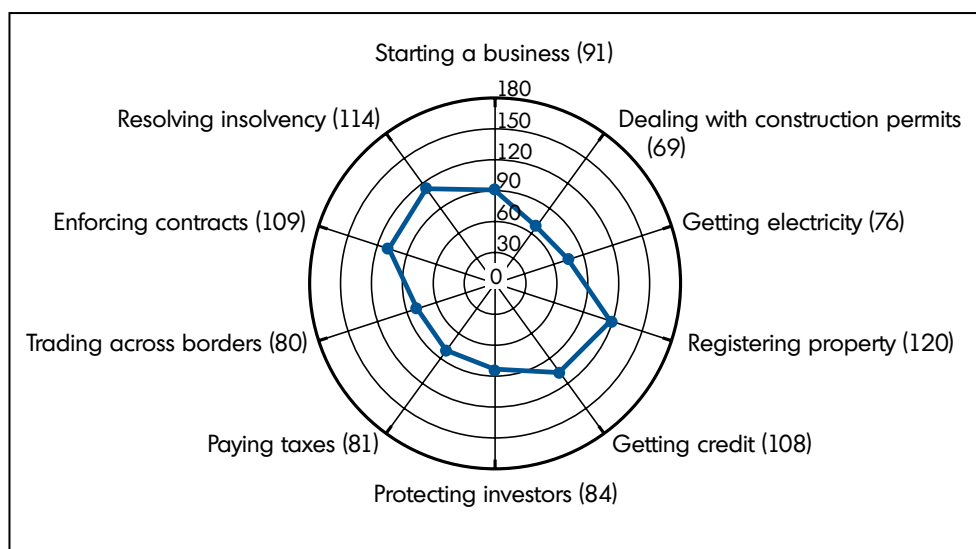 Starting a business (91)
180
Resolving insolvency (114)
Dealing with construction permits
(69)
150
120
90
Enforcing contracts (109)
Getting electricity (76)
60
30
0
Trading across borders (80)
Registering property (120)
Paying taxes (81)
Getting credit (108)
Protecting investors (84)